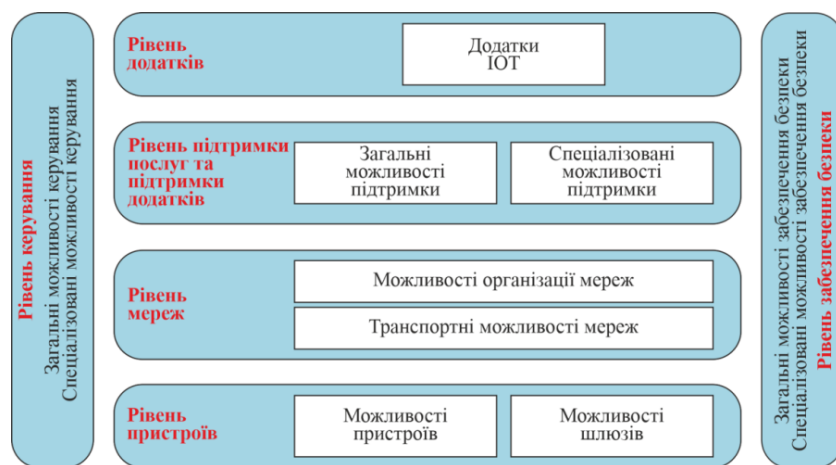 Рівень керування
Загальні можливості керування
Спеціалізовані можливості керування
Рівень
додатків
Додатки
ІОТ
Рівень підтримки
послуг та
підтримки
додатків
Загальні
можливості
підтримки
Спеціалізовані
можливості
підтримки
Рівень
мереж
Можливості організації мереж
Транспортні можливості мереж
Рівень
пристроїв
Можливості
пристроїв
Можливості
шлюзів
Загальні можливості забезпечення безпеки
Спеціалізовані можливості забезпечення безпеки
Рівень забезпечення безпеки